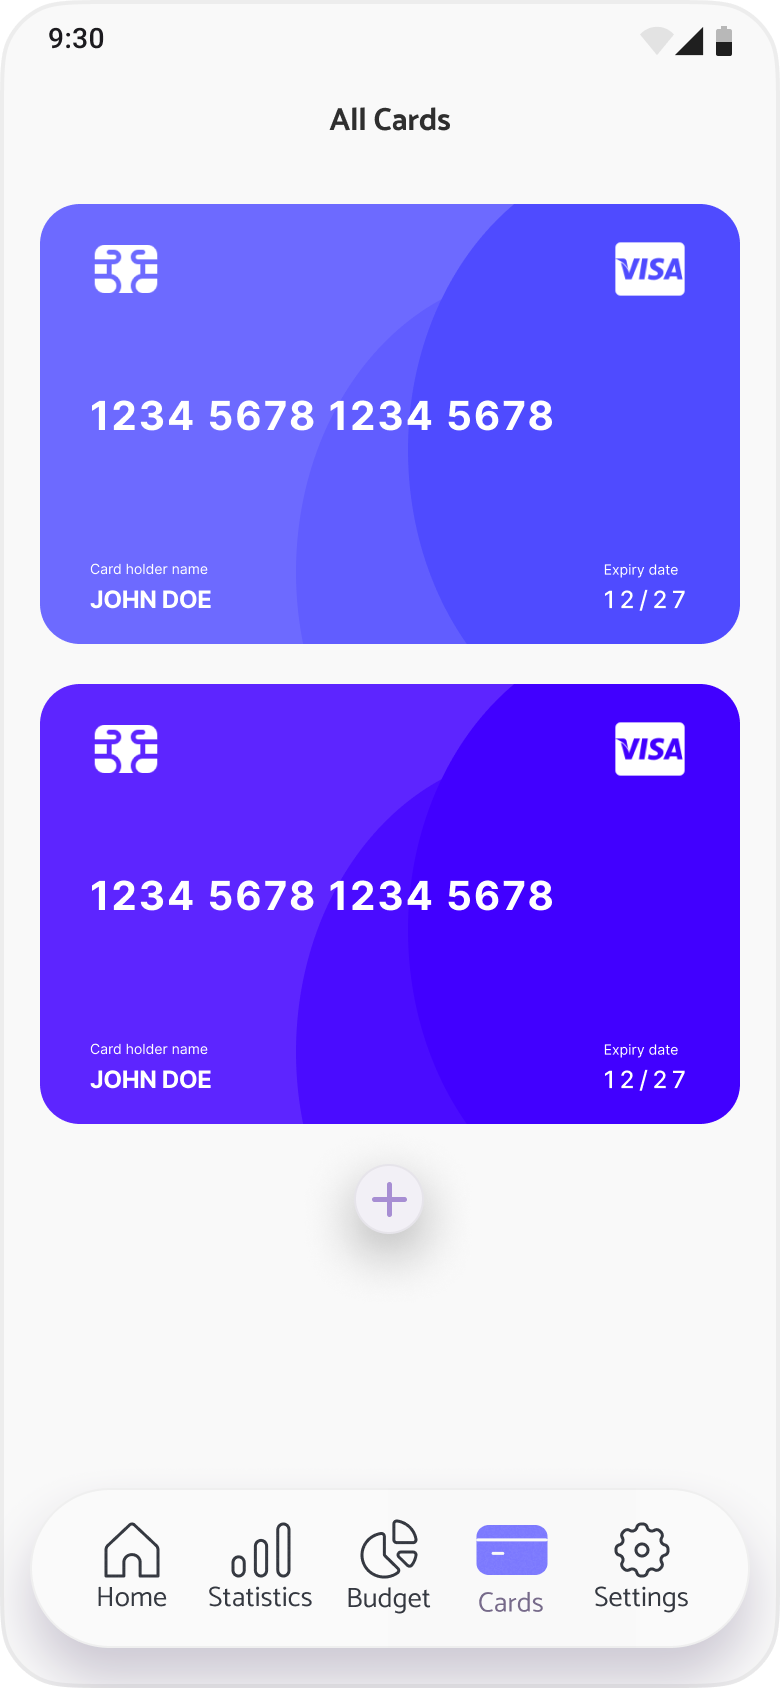 9:30
All Cards
VISA
1234 5678 1234 5678
Card holder name
Expiry date
JOHN DOE
12/27
VISA
1234 5678 1234 5678
Card holder name
Expiry date
JOHN DOE
12/27
Home
Statistics
Budget
Cards
Settings